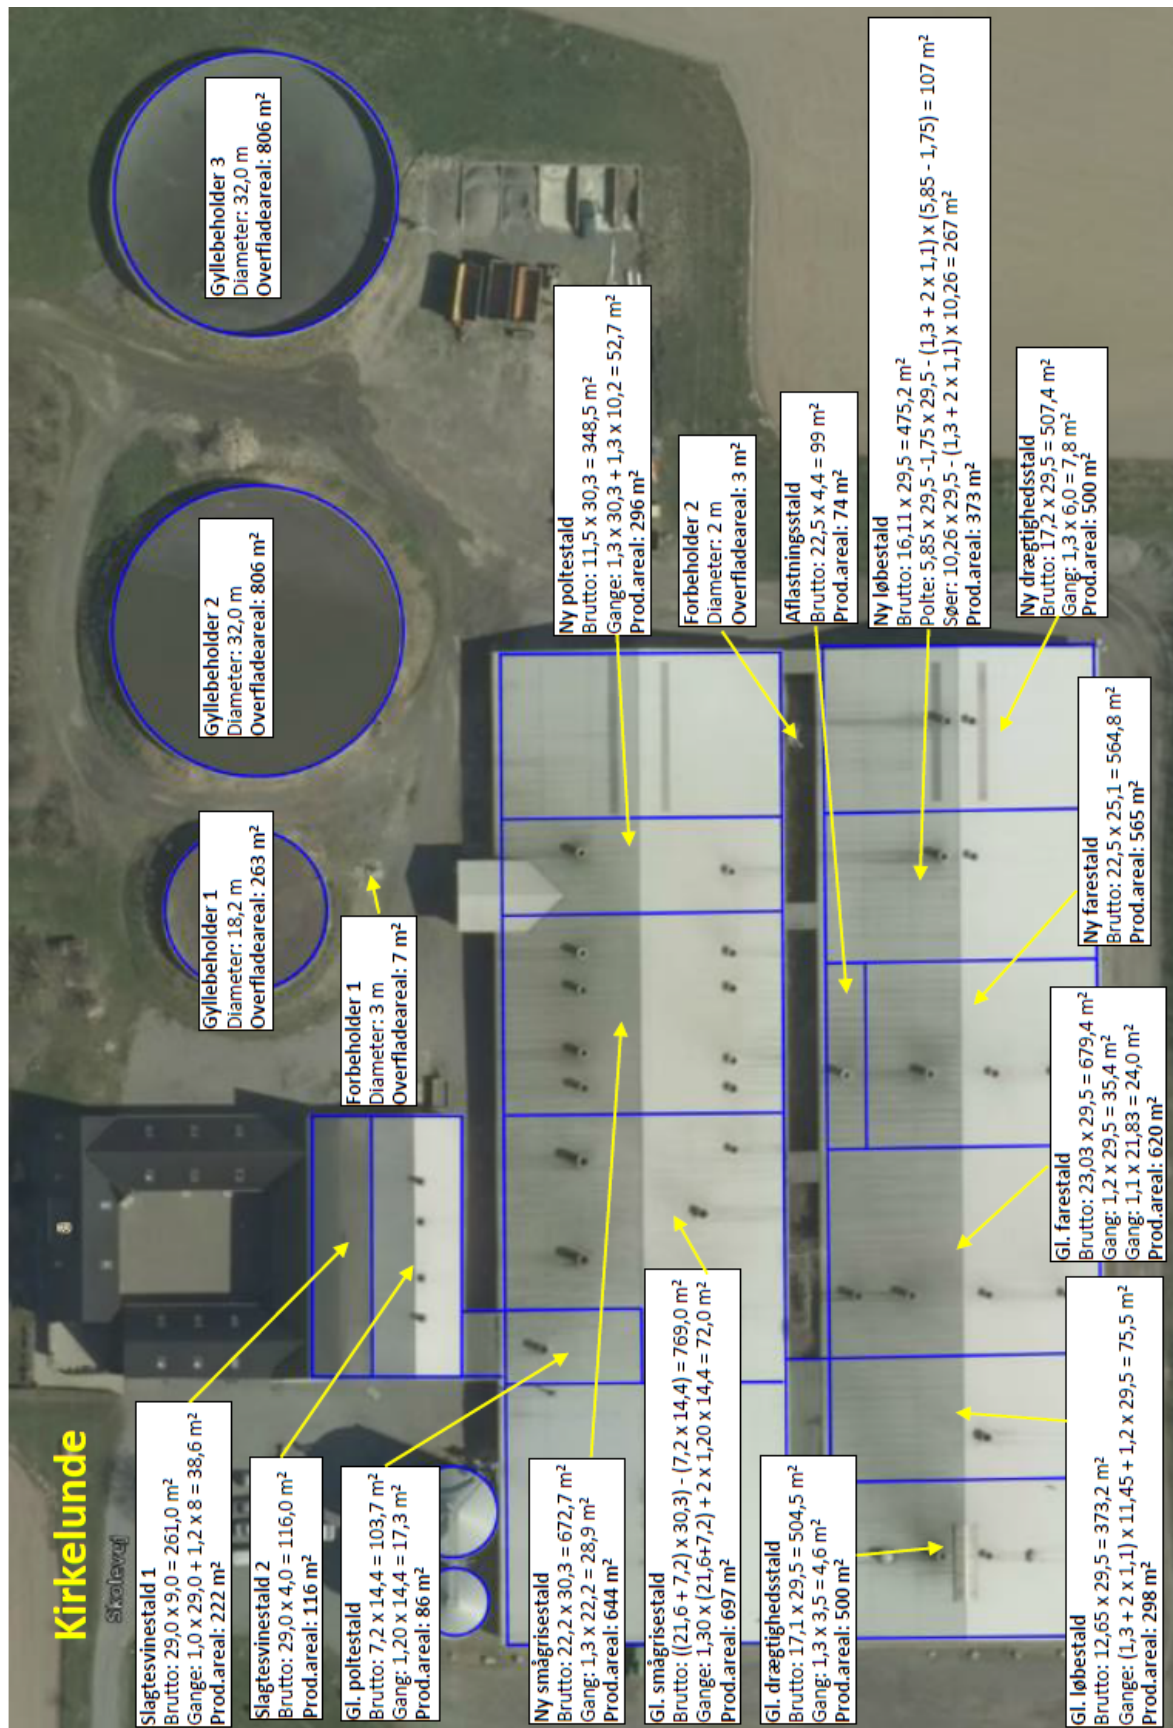 Kirkelunde
Skolevej
Slagtesvinestald 1
Brutto: 29,0 x 9,0 = 261,0 m²
Gange: 1,0 x 29,0 + 1,2 x 8 = 38,6 m²
Prod.areal: 222 m²
Slagtesvinestald 2
Brutto: 29,0 x 4,0 = 116,0 m²
Prod.areal: 116 m²
Gl. poltestald
Brutto: 7,2 x 14,4 = 103,7 m²
Gang: 1,20 x 14,4 = 17,3 m²
Prod.areal: 86 m²
Ny smågrisestald
Brutto: 22,2 x 30,3 = 672,7 m²
Gang: 1,3 x 22,2 = 28,9 m²
Prod.areal: 644 m²
Gl. smågrisestald
Brutto: ((21,6 + 7,2) x 30,3) - (7,2 x 14,4) = 769,0 m²
Gange: 1,30 x (21,6+7,2) + 2 x 1,20 x 14,4 = 72,0 m²
Prod.areal: 697 m²
Gl. drægtighedsstald
Brutto: 17,1 x 29,5 = 504,5 m²
Gang: 1,3 x 3,5 = 4,6 m²
Prod.areal: 500 m²
Gl. løbestald
Brutto: 12,65 x 29,5 = 373,2 m²
Gange: (1,3 + 2 x 1,1) x 11,45 + 1,2 x 29,5 = 75,5 m²
Prod.areal: 298 m²
Gyllebeholder 1
Diameter: 18,2 m
Overfladeareal: 263 m²
Forbeholder 1
Diameter: 3 m
Overfladeareal: 7 m²
Gl. farestald
Brutto: 23,03 x 29,5 = 679,4 m²
Gang: 1,2 x 29,5 = 35,4 m²
Gang: 1,1 x 21,83 = 24,0 m²
Prod.areal: 620 m²
Ny farestald
Brutto: 22,5 x 25,1 = 564,8 m²
Prod.areal: 565 m²
Gyllebeholder 2
Diameter: 32,0 m
Overfladeareal: 806 m²
Gyllebeholder 3
Diameter: 32,0 m
Overfladeareal: 806 m²
Ny poltestald
Brutto: 11,5 x 30,3 = 348,5 m²
Gange: 1,3 x 30,3 + 1,3 x 10,2 = 52,7 m²
Prod.areal: 296 m²
Forbeholder 2
Diameter: 2 m
Overfladeareal: 3 m²
Aflastningsstald
Brutto: 22,5 x 4,4 = 99 m²
Prod.areal: 74 m²
Ny løbestald
Brutto: 16,11 x 29,5 = 475,2 m²
Polte: 5,85 x 29,5 -1,75 x 29,5 - (1,3 + 2 x 1,1) x (5,85 - 1,75) = 107 m²
Søer: 10,26 x 29,5 - (1,3 + 2 x 1,1) x 10,26 = 267 m²
Prod.areal: 373 m²
Ny drægtighedsstald
Brutto: 17,2 x 29,5 = 507,4 m²
Gang: 1,3 x 6,0 = 7,8 m²
Prod.areal: 500 m²